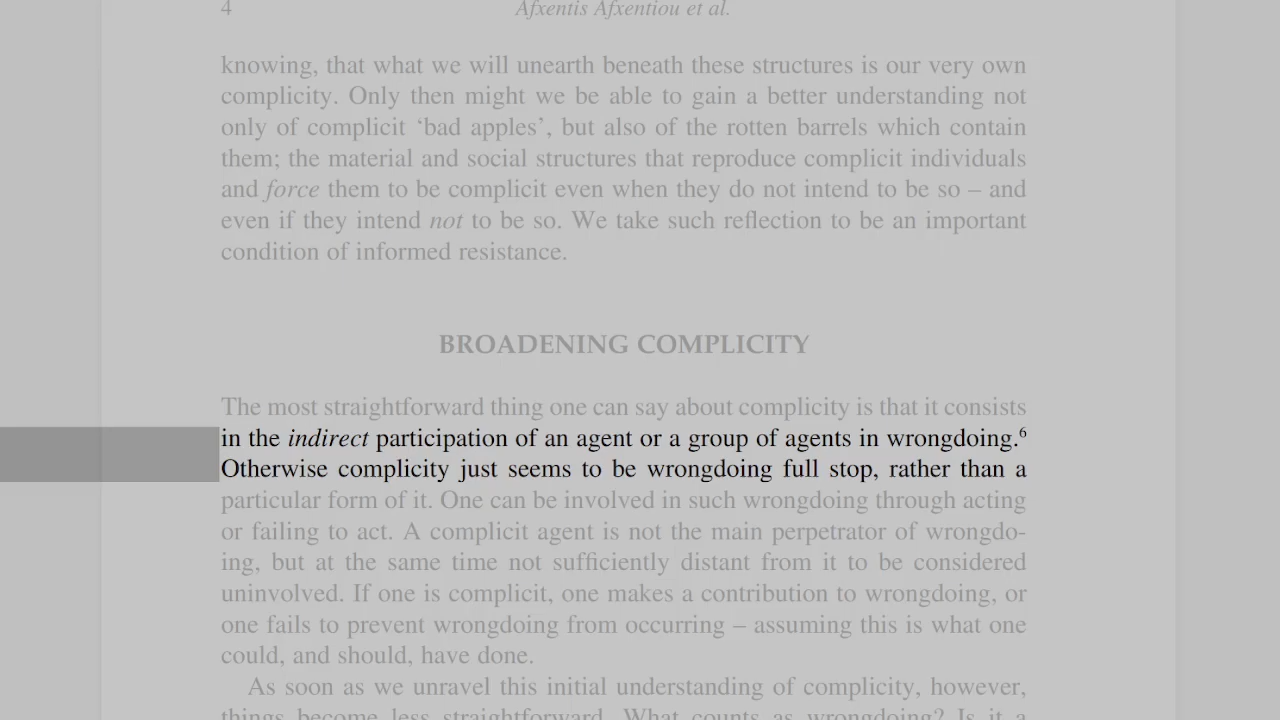 4 Afxentis Afxentiou et al.
knowing, that what we will unearth beneath these structures is our very own
complicity. Only then might we be able to gain a better understanding not
only of complicit ‘bad apples’, but also of the rotten barrels which contain
them; the material and social structures that reproduce complicit individuals
and force them to be complicit even when they do not intend to be so – and
even if they intend not to be so. We take such reflection to be an important
condition of informed resistance.
BROADENING COMPLICITY
The most straightforward thing one can say about complicity is that it consists
in the indirect participation of an agent or a group of agents in wrongdoing.⁶
Otherwise complicity just seems to be wrongdoing full stop, rather than a
particular form of it. One can be involved in such wrongdoing through acting
or failing to act. A complicit agent is not the main perpetrator of wrongdo-
ing, but at the same time not sufficiently distant from it to be considered
uninvolved. If one is complicit, one makes a contribution to wrongdoing, or
one fails to prevent wrongdoing from occurring – assuming this is what one
could, and should, have done.
As soon as we unravel this initial understanding of complicity, however,
things become less straightforward. What counts as wrongdoing? Is it a